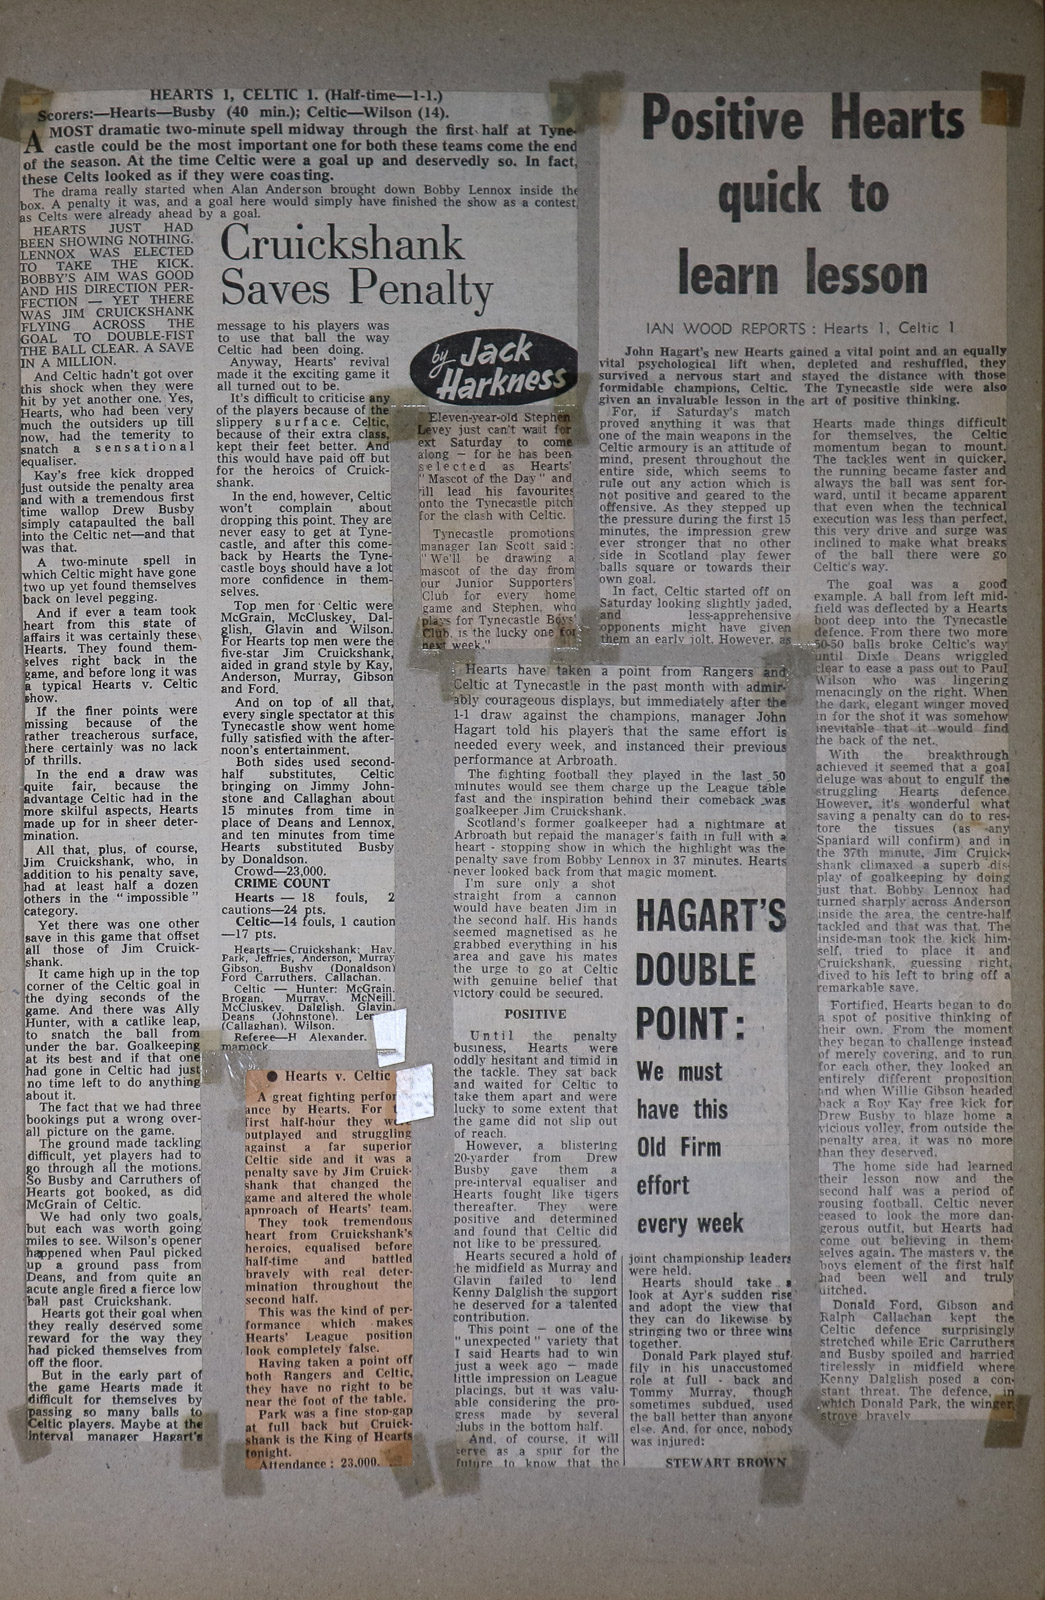 HEARTS 1, CELTIC 1. (Half-time—1-1.)
Scorers:—Hearts—Busby (40 min.); Celtic—Wilson (14).
A MOST dramatic two-minute spell midway through the first half at Tyne-
castle could be the most important one for both these teams come the end
of the season. At the time Celtic were a goal up and deservedly so. In fact,
these Celts looked as if they were coasting.
The drama really started when Alan Anderson brought down Bobby Lennox inside the
box. A penalty it was, and a goal here would simply have finished the show as a contest,
as Celts were already ahead by a goal.
HEARTS JUST HAD
BEEN SHOWING NOTHING.
LENNOX WAS ELECTED
TO TAKE THE KICK.
BOBBY'S AIM WAS GOOD
AND HIS DIRECTION PER-
FECTION — YET THERE
WAS JIM CRUICKSHANK
FLYING ACROSS THE
GOAL TO DOUBLE-FIST
THE BALL CLEAR. A SAVE
IN A MILLION.
And Celtic hadn't got over
this shock when they were
hit by yet another one. Yes,
Hearts, who had been very
much the outsiders up till
now, had the temerity to
snatch a sensational
equaliser.
Kay's free kick dropped
just outside the penalty area
and with a tremendous first
time wallop Drew Busby
simply catapaulted the ball
into the Celtic net—and that
was that.
A two-minute spell in
which Celtic might have gone
two up yet found themselves
back on level pegging.
And if ever a team took
heart from this state of
affairs it was certainly these
Hearts. They found them-
selves right back in the
game, and before long it was
a typical Hearts v. Celtic
show.
If the finer points were
missing because of the
rather treacherous surface,
there certainly was no lack
of thrills.
In the end a draw was
quite fair, because the
advantage Celtic had in the
more skilful aspects, Hearts
made up for in sheer deter-
mination.
All that, plus, of course,
Jim Cruickshank, who, in
addition to his penalty save,
had at least half a dozen
others in the "impossible"
category.
Yet there was one other
save in this game that offset
all those of Jim Cruick-
shank.
It came high up in the top
corner of the Celtic goal in
the dying seconds of the
game. And there was Ally
Hunter, with a catlike leap,
to snatch the ball from
under the bar. Goalkeeping
at its best and if that one
had gone in Celtic had just
no time left to do anything
about it.
The fact that we had three
bookings put a wrong over-
all picture on the game.
The ground made tackling
difficult, yet players had to
go through all the motions.
So Busby and Carruthers of
Hearts got booked, as did
McGrain of Celtic.
We had only two goals,
but each was worth going
miles to see. Wilson's opener
happened when Paul picked
up a ground pass from
Deans, and from quite an
acute angle fired a fierce low
ball past Cruickshank.
Hearts got their goal when
they really deserved some
reward for the way they
had picked themselves from
off the floor.
But in the early part of
the game Hearts made it
difficult for themselves by
passing so many balls to
Celtic players. Maybe at the
interval manager Hagart's
Cruickshank
Saves Penalty
by Jack
Harkness
message to his players was
to use that ball the way
Celtic had been doing.
Anyway, Hearts' revival
made it the exciting game it
all turned out to be.
It's difficult to criticise any
of the players because of the
slippery surface. Celtic,
because of their extra class,
kept their feet better. And
this would have paid off but
for the heroics of Cruick-
shank.
In the end, however, Celtic
won't complain about
dropping this point. They are
never easy to get at Tyne-
castle, and after this come-
back by Hearts the Tyne-
castle boys should have a lot
more confidence in them-
selves.
Top men for Celtic were
McGrain, McCluskey, Dal-
glish, Glavin and Wilson.
For Hearts top men were the
five-star Jim Cruickshank,
aided in grand style by Kay,
Anderson, Murray, Gibson
and Ford.
And on top of all that,
every single spectator at this
Tynecastle show went home
fully satisfied with the after-
noon's entertainment.
Both sides used second-
half substitutes, Celtic
bringing on Jimmy John-
stone and Callaghan about
15 minutes from time in
place of Deans and Lennox,
and ten minutes from time
Hearts substituted Busby
by Donaldson.
Crowd—23,000.
CRIME COUNT
Hearts — 18 fouls, 2
cautions—24 pts.
Celtic—14 fouls, 1 caution
—17 pts.
Hearts — Cruickshank; Hay,
Park, Jeffries, Anderson, Murray
Gibson, Busby (Donaldson)
Ford Carruthers, Callachan.
Celtic — Hunter: McGrain.
Brogan, Murray, McNeill,
McCluskey, Dalglish, Glavin,
Deans (Johnstone).
(Callaghan). Wilson.
Referee—H Alexander,
Eleven-year-old Stephen
Levey just can't wait for
ext Saturday to come
along — for he has been
selected as Hearts'
"Mascot of the Day" and
ill lead his favourites
onto the Tynecastle pitch
for the clash with Celtic.
Tynecastle promotions
manager Ian Scott said:
"We'll be drawing a
mascot of the day from
our Junior Supporters'
Club for every home
game and Stephen, who
plays for Tynecastle Boys'
Club, is the lucky one for
next week."
● Hearts v. Celtic
A great fighting perfor
ance by Hearts. For
first half-hour they we
outplayed and struggling
against a far superior
Celtic side and it was a
penalty save by Jim Cruick-
shank that changed the
game and altered the whole
approach of Hearts' team.
They took tremendous
heart from Cruickshank's
heroics, equalised before
half-time and battled
bravely with real deter-
mination throughout the
second half.
This was the kind of per-
formance which makes
Hearts' League position
look completely false.
Having taken a point off
both Rangers and Celtic,
they have no right to be
near the foot of the table.
Park was a fine stop-gap
at full back but Cruick-
shank is the King of Hearts
tonight.
Attendance: 23,000.
Positive Hearts
quick to
learn lesson
IAN WOOD REPORTS: Hearts 1, Celtic 1
John Hagart's new Hearts gained a vital point and an equally
vital psychological lift when, depleted and reshuffled, they
survived a nervous start and stayed the distance with those
formidable champions, Celtic. The Tynecastle side were also
given an invaluable lesson in the art of positive thinking.
For, if Saturday's match
proved anything it was that
one of the main weapons in the
Celtic armoury is an attitude of
mind, present throughout the
entire side, which seems to
rule out any action which is
not positive and geared to the
offensive. As they stepped up
the pressure during the first 15
minutes, the impression grew
ever stronger that no other
side in Scotland play fewer
balls square or towards their
own goal.
In fact, Celtic started off on
Saturday looking slightly jaded,
and less-apprehensive
opponents might have given
them an early jolt. However, as
Hearts made things difficult
for themselves, the Celtic
momentum began to mount.
The tackles went in quicker,
the running became faster and
always the ball was sent for-
ward, until it became apparent
that even when the technical
execution was less than perfect,
this very drive and surge was
inclined to make what breaks
of the ball there were go
Celtic's way.
The goal was a good
example. A ball from left mid-
field was deflected by a Hearts
boot deep into the Tynecastle
defence. From there two more
50-50 balls broke Celtic's way
until Dixie Deans wriggled
clear to ease a pass out to Paul
Wilson who was lingering
menacingly on the right. When
the dark, elegant winger moved
in for the shot it was somehow
inevitable that it would find
the back of the net.
With the breakthrough
achieved it seemed that a goal
deluge was about to engulf the
struggling Hearts defence.
However, it's wonderful what
saving a penalty can do to res-
tore the tissues (as any
Spaniard will confirm) and in
the 37th minute, Jim Cruick-
shank climaxed a superb dis-
play of goalkeeping by doing
just that. Bobby Lennox had
turned sharply across Anderson
inside the area, the centre-half
tackled and that was that. The
inside-man took the kick him-
self, tried to place it and
Cruickshank, guessing right,
dived to his left to bring off a
remarkable save.
Fortified, Hearts began to do
a spot of positive thinking of
their own. From the moment
they began to challenge instead
of merely covering, and to run
for each other, they looked an
entirely different proposition
and when Willie Gibson headed
back a Roy Kay free kick for
Drew Busby to blaze home a
vicious volley, from outside the
penalty area, it was no more
than they deserved.
The home side had learned
their lesson now and the
second half was a period of
rousing football. Celtic never
ceased to look the more dan-
gerous outfit, but Hearts had
come out believing in them-
selves again. The masters v. the
boys element of the first half
had been well and truly
ditched.
Donald Ford, Gibson and
Ralph Callachan kept the
Celtic defence surprisingly
stretched while Eric Carruthers
and Busby spoiled and harried
tirelessly in midfield where
Kenny Dalglish posed a con-
stant threat. The defence, in
which Donald Park, the winger,
strove bravely
Hearts have taken a point from Rangers and
Celtic at Tynecastle in the past month with admir-
ably courageous displays, but immediately after the
1-1 draw against the champions, manager John
Hagart told his players that the same effort is
needed every week, and instanced their previous
performance at Arbroath.
The fighting football they played in the last 50
minutes would see them charge up the League table
fast and the inspiration behind their comeback was
goalkeeper Jim Cruickshank.
Scotland's former goalkeeper had a nightmare at
Arbroath but repaid the manager's faith in full with a
heart-stopping show in which the highlight was the
penalty save from Bobby Lennox in 37 minutes. Hearts
never looked back from that magic moment.
I'm sure only a shot
straight from a cannon
would have beaten Jim in
the second half. His hands
seemed magnetised as he
grabbed everything in his
area and gave his mates
the urge to go at Celtic
with genuine belief that
victory could be secured.
POSITIVE
Until the penalty
business, Hearts were
oddly hesitant and timid in
the tackle. They sat back
and waited for Celtic to
take them apart and were
lucky to some extent that
the game did not slip out
of reach.
However, a blistering
20-yarder from Drew
Busby gave them a
pre-interval equaliser and
Hearts fought like tigers
thereafter. They were
positive and determined
and found that Celtic did
not like to be pressured.
Hearts secured a hold of
the midfield as Murray and
Glavin failed to lend
Kenny Dalglish the support
he deserved for a talented
contribution.
This point — one of the
"unexpected" variety that
I said Hearts had to win
just a week ago — made
little impression on League
placings, but it was valu-
able considering the pro-
gress made by several
clubs in the bottom half.
And, of course, it will
serve as a spur for the
future to know that the
HAGART'S
DOUBLE
POINT:
We must
have this
Old Firm
effort
every week
joint championship leaders
were held.
Hearts should take a
look at Ayr's sudden rise
and adopt the view that
they can do likewise by
stringing two or three wins
together.
Donald Park played stuf-
fily in his unaccustomed
role at full-back and
Tommy Murray, though
sometimes subdued, used
the ball better than anyone
else. And, for once, nobody
was injured:
STEWART BROWN